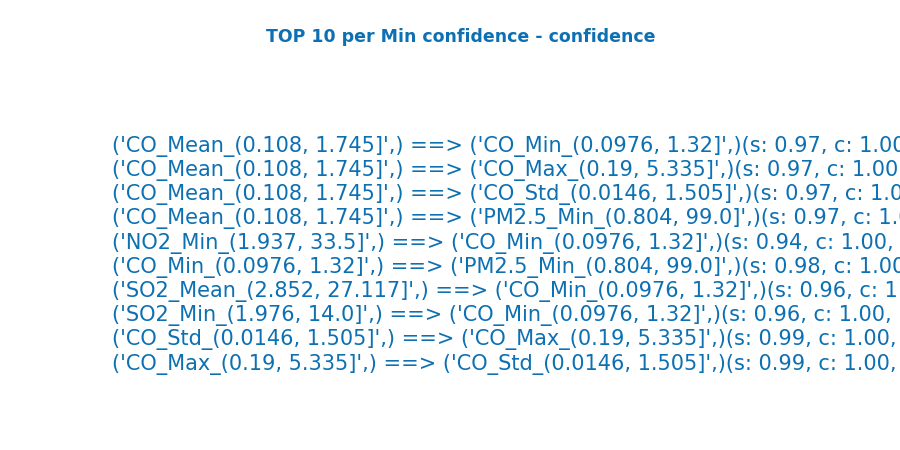 TOP 10 per Min confidence - confidence
('CO_Mean_(0.108, 1.745]',) ==> ('CO_Min_(0.0976, 1.32]',)(s: 0.97, c: 1.00
('CO_Mean_(0.108, 1.745]',) ==> ('CO_Max_(0.19, 5.335]',)(s: 0.97, c: 1.00
('CO_Mean_(0.108, 1.745]',) ==> ('CO_Std_(0.0146, 1.505]',)(s: 0.97, c: 1.0
('CO_Mean_(0.108, 1.745]',) ==> ('PM2.5_Min_(0.804, 99.0]',)(s: 0.97, c: 1.
('NO2_Min_(1.937, 33.5]',) ==> ('CO_Min_(0.0976, 1.32]',)(s: 0.94, c: 1.00,
('CO_Min_(0.0976, 1.32]',) ==> ('PM2.5_Min_(0.804, 99.0]',)(s: 0.98, c: 1.00
('SO2_Mean_(2.852, 27.117]',) ==> ('CO_Min_(0.0976, 1.32]',)(s: 0.96, c: 1
('SO2_Min_(1.976, 14.0]',) ==> ('CO_Min_(0.0976, 1.32]',)(s: 0.96, c: 1.00,
('CO_Std_(0.0146, 1.505]',) ==> ('CO_Max_(0.19, 5.335]',)(s: 0.99, c: 1.00,
('CO_Max_(0.19, 5.335]',) ==> ('CO_Std_(0.0146, 1.505]',)(s: 0.99, c: 1.00,